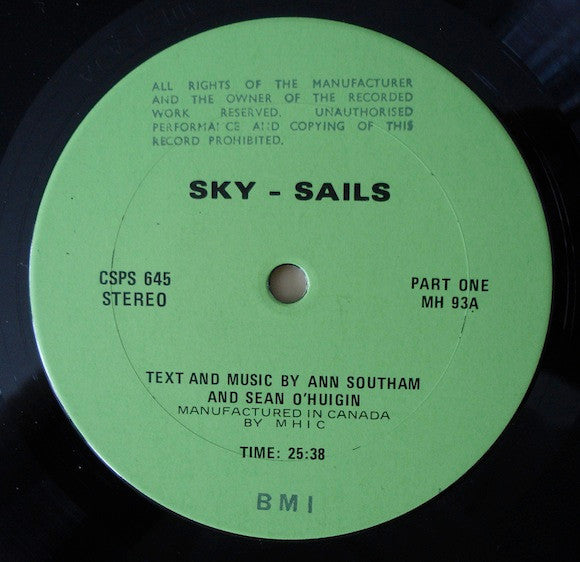 ALL RIGHTS OF THE MANUFACTURER
AND THE OWNER OF THE RECORDED
WORK RESERVED. UNAUTHORISED
PERFORMANCE AND COPYING OF THIS
RECORD PROHIBITED.
SKY - SAILS
CSPS 645
STEREO
PART ONE
MH 93A
TEXT AND MUSIC BY ANN SOUTHAM
AND SEAN O'HUIGIN
MANUFACTURED IN CANADA
BY MHIC
TIME: 25:38
BMI